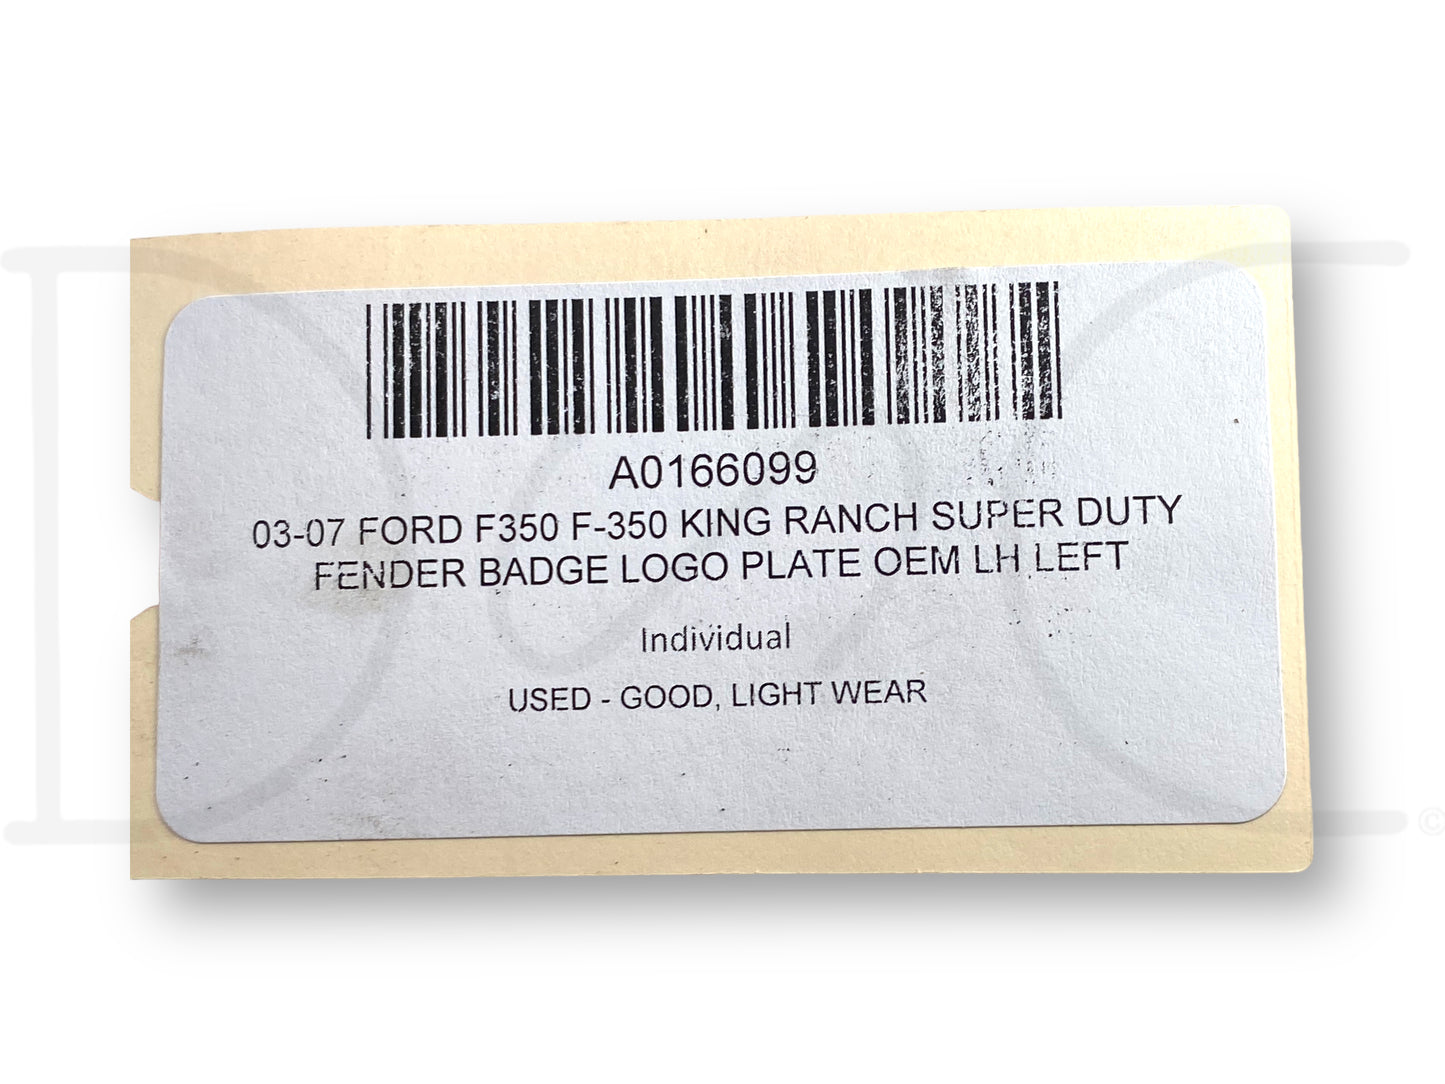 A0166099
03-07 FORD F350 F-350 KING RANCH SUPER DUTY
FENDER BADGE LOGO PLATE OEM LH LEFT
Individual
USED - GOOD, LIGHT WEAR
©